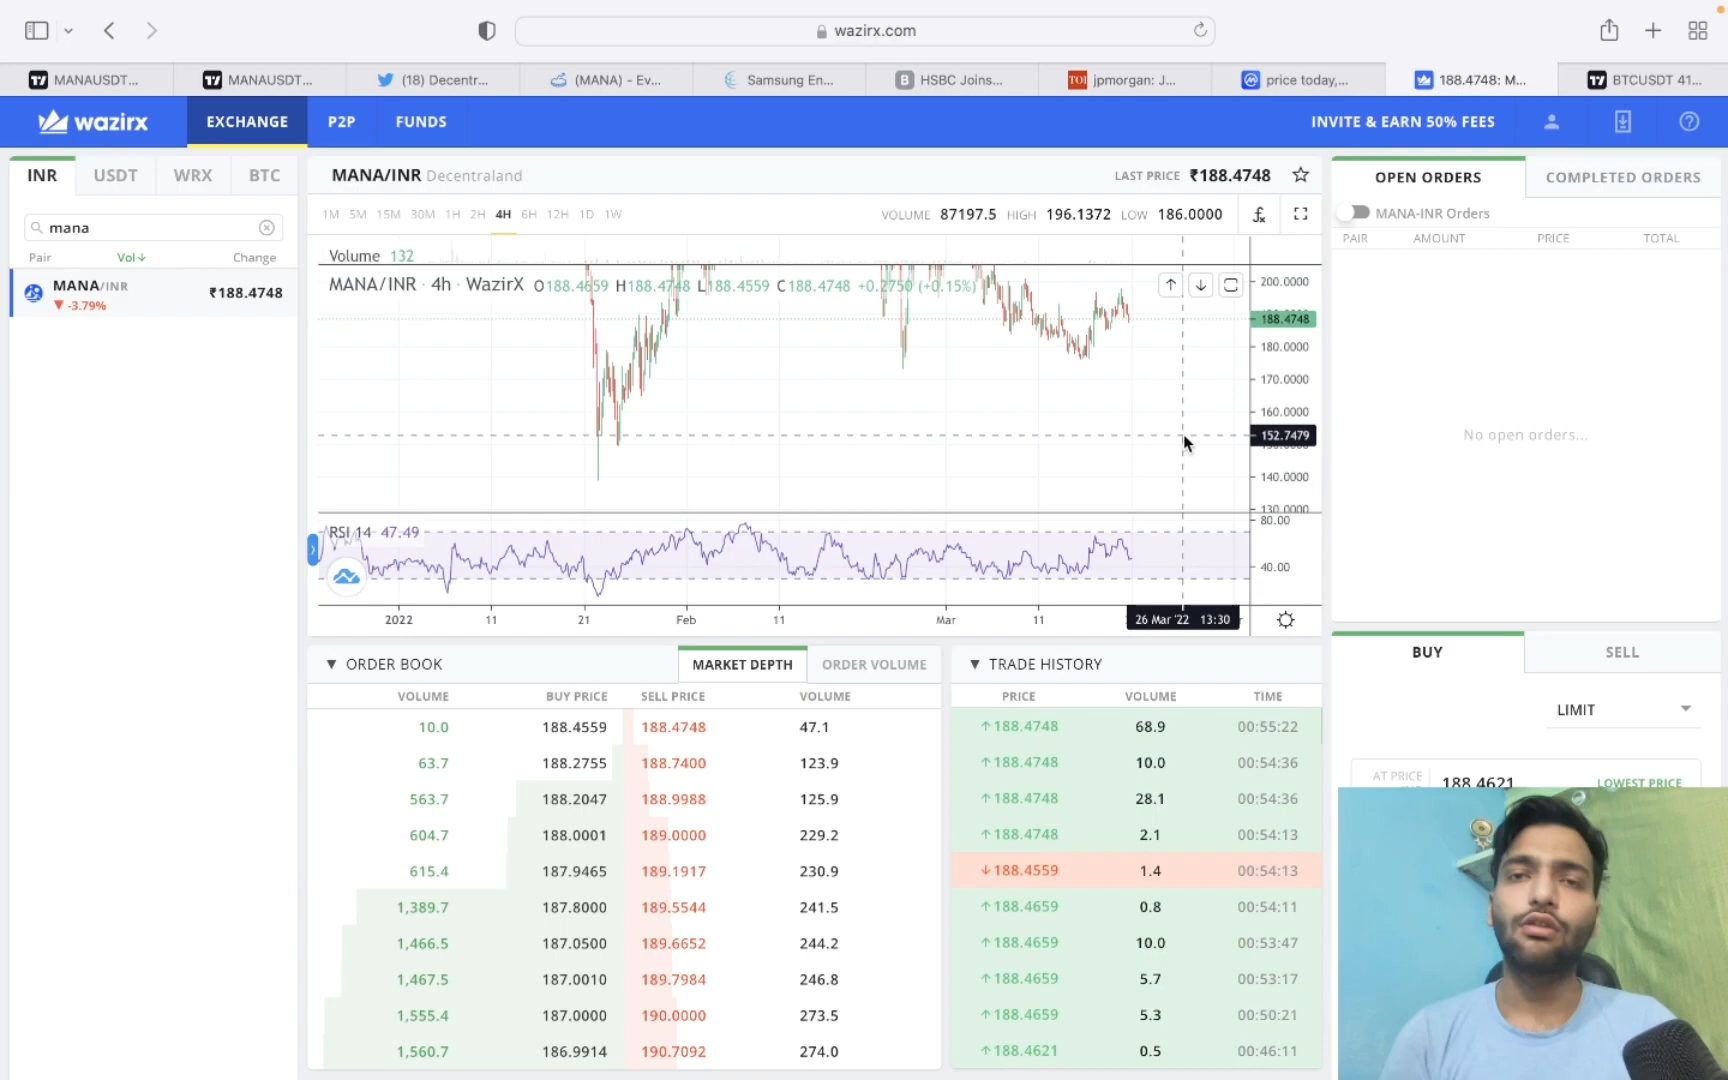 wazirx.com
MANAUSDT...
MANAUSDT...
(18) Decentr...
(MANA) - Ev...
Samsung En...
HSBC Joins...
jpmorgan: J...
price today,...
188.4748: M...
BTCUSDT 41...
wazirx
EXCHANGE
P2P
FUNDS
INVITE & EARN 50% FEES
INR
USDT
WRX
BTC
mana
Pair
Vol↓
Change
MANA/INR
▼ -3.79%
₹188.4748
MANA/INR Decentraland
LAST PRICE ₹188.4748
1M 5M 15M 30M 1H 2H 4H 6H 12H 1D 1W
VOLUME 87197.5 HIGH 196.1372 LOW 186.0000
Volume 132
MANA/INR · 4h · WazirX O188.4659 H188.4748 L188.4559 C188.4748 +0.2750 (+0.15%)
200.0000
188.4748
180.0000
170.0000
160.0000
152.7479
140.0000
130.0000
RSI 14 47.49
80.00
40.00
2022 11 21 Feb 11 Mar 11
26 Mar '22 13:30
▼ ORDER BOOK
MARKET DEPTH
ORDER VOLUME
VOLUME BUY PRICE SELL PRICE VOLUME
10.0 188.4559 188.4748 47.1
63.7 188.2755 188.7400 123.9
563.7 188.2047 188.9988 125.9
604.7 188.0001 189.0000 229.2
615.4 187.9465 189.1917 230.9
1,389.7 187.8000 189.5544 241.5
1,466.5 187.0500 189.6652 244.2
1,467.5 187.0010 189.7984 246.8
1,555.4 187.0000 190.0000 273.5
1,560.7 186.9914 190.7092 274.0
▼ TRADE HISTORY
PRICE VOLUME TIME
↑188.4748 68.9 00:55:22
↑188.4748 10.0 00:54:36
↑188.4748 28.1 00:54:36
↑188.4748 2.1 00:54:13
↓188.4559 1.4 00:54:13
↑188.4659 0.8 00:54:11
↑188.4659 10.0 00:53:47
↑188.4659 5.7 00:53:17
↑188.4659 5.3 00:50:21
↑188.4621 0.5 00:46:11
OPEN ORDERS
COMPLETED ORDERS
MANA-INR Orders
PAIR AMOUNT PRICE TOTAL
No open orders...
BUY
SELL
LIMIT
AT PRICE
188.4621
LOWEST PRICE